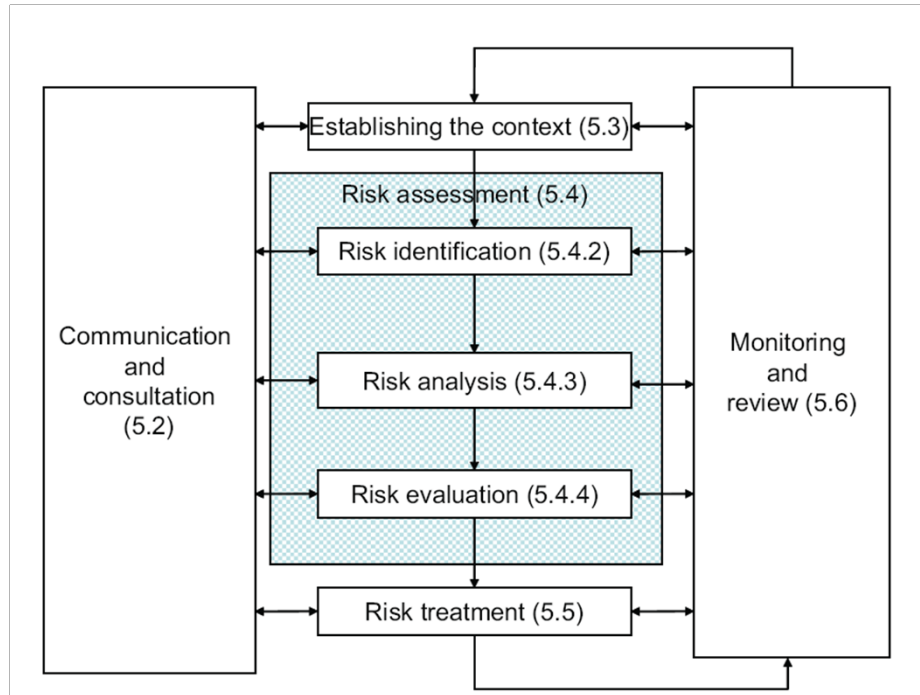 Establishing the context (5.3)
Risk assessment (5.4)
Risk identification (5.4.2)
Communication
and
consultation
(5.2)
Monitoring
and
review (5.6)
Risk analysis (5.4.3)
Risk evaluation (5.4.4)
Risk treatment (5.5)